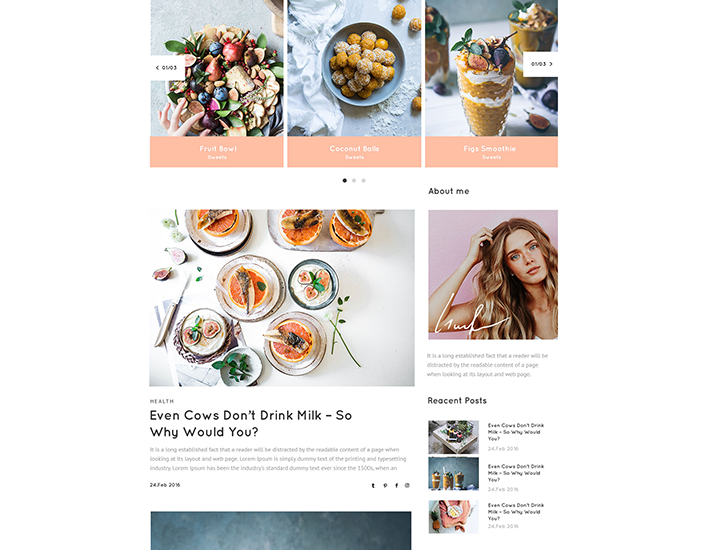 01/03
01/03
Fruit Bowl
Sweets
Coconut Balls
Sweets
Figs Smoothie
Sweets
About me
HEALTH
Even Cows Don't Drink Milk – So
Why Would You?
It is a long established fact that a reader will be distracted by the readable content of a page when
looking at its layout and web page. Lorem Ipsum is simply dummy text of the printing and typesetting
industry. Lorem Ipsum has been the industry's standard dummy text ever since the 1500s, when an
24.Feb 2016
It is a long established fact that a reader will be
distracted by the readable content of a page
when looking at its layout and web page.
Reacent Posts
Even Cows Don't Drink
Milk – So Why Would
You?
24.Feb 2016
Even Cows Don't Drink
Milk – So Why Would
You?
24.Feb 2016
Even Cows Don't Drink
Milk – So Why Would
You?
24.Feb 2016